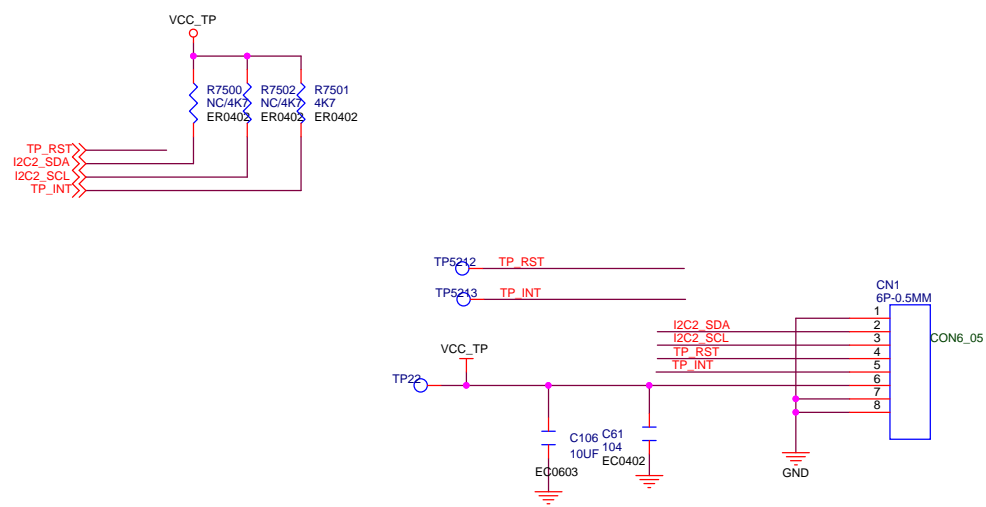 VCC_TP
R7500
NC/4K7
ER0402
R7502
NC/4K7
ER0402
R7501
4K7
ER0402
TP_RST
I2C2_SDA
I2C2_SCL
TP_INT
TP5212
TP_RST
TP5213
TP_INT
CN1
6P-0.5MM
1
I2C2_SDA
2
I2C2_SCL
3
CON6_05
VCC_TP
TP_RST
4
TP_INT
5
TP22
6
7
8
C106
10UF
EC0603
C61
104
EC0402
GND